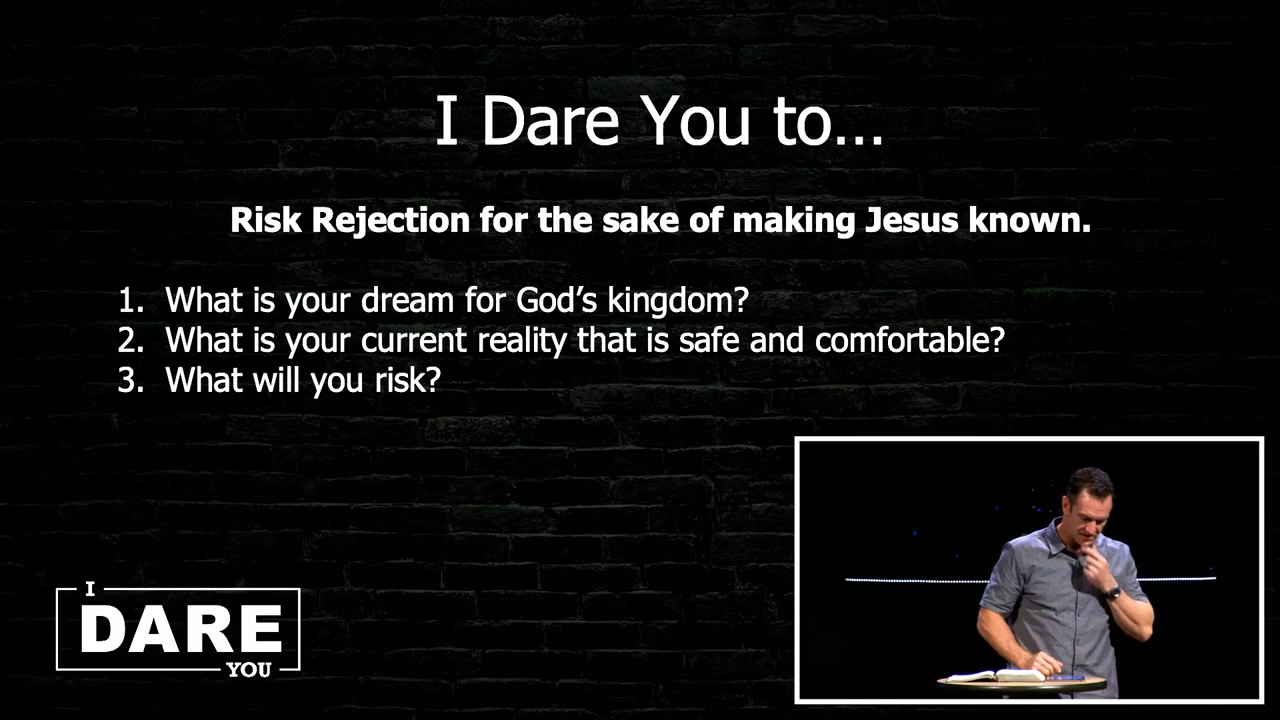 I Dare You to…
Risk Rejection for the sake of making Jesus known.
1. What is your dream for God’s kingdom?
2. What is your current reality that is safe and comfortable?
3. What will you risk?
I
DARE
YOU